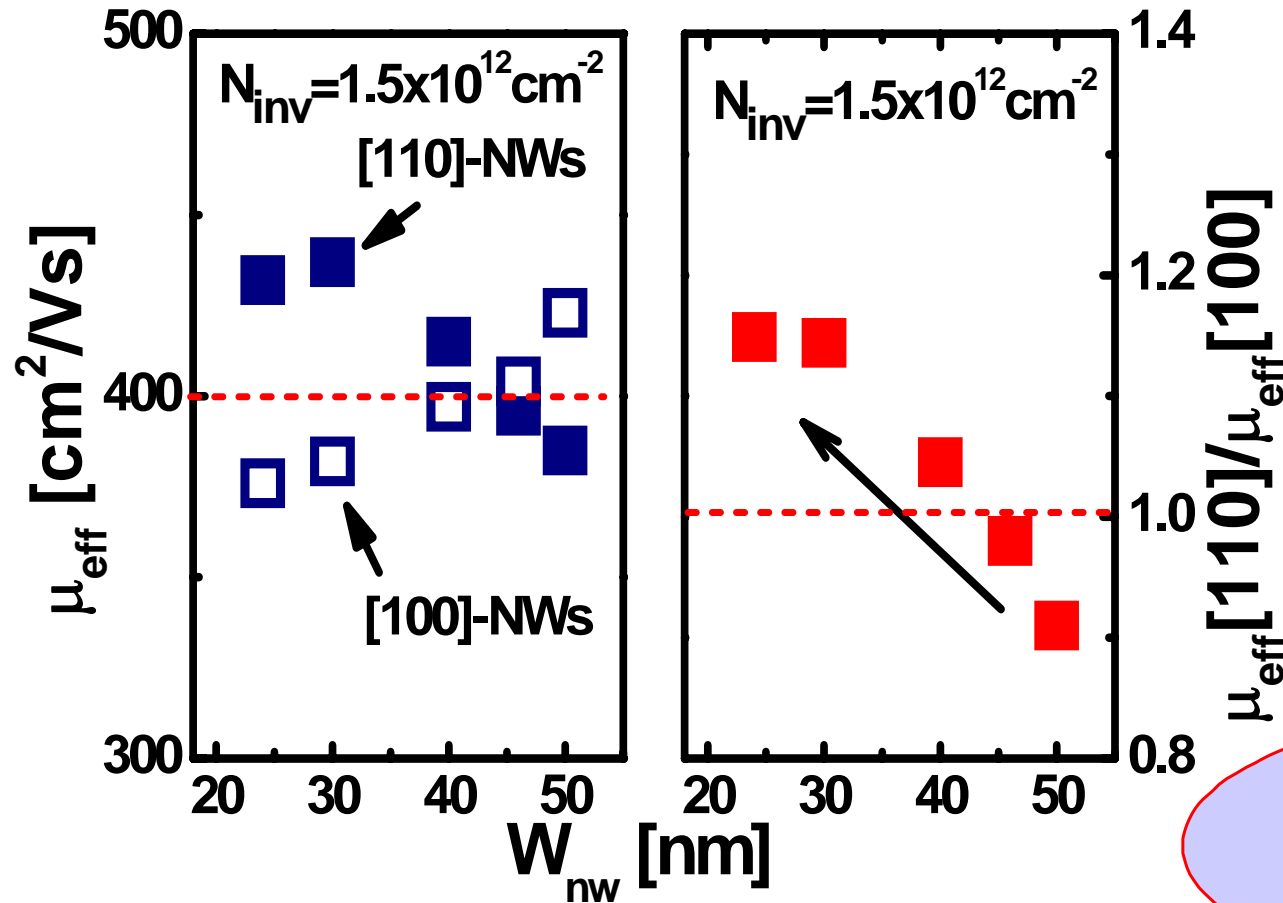 500
N_inv=1.5x10^12cm^-2
[110]-NWs
450
400
[100]-NWs
350
300
20 30 40 50
μ_eff [cm^2/Vs]
N_inv=1.5x10^12cm^-2
1.4
1.2
1.0
0.8
20 30 40 50
μ_eff[110]/μ_eff[100]
W_nw [nm]